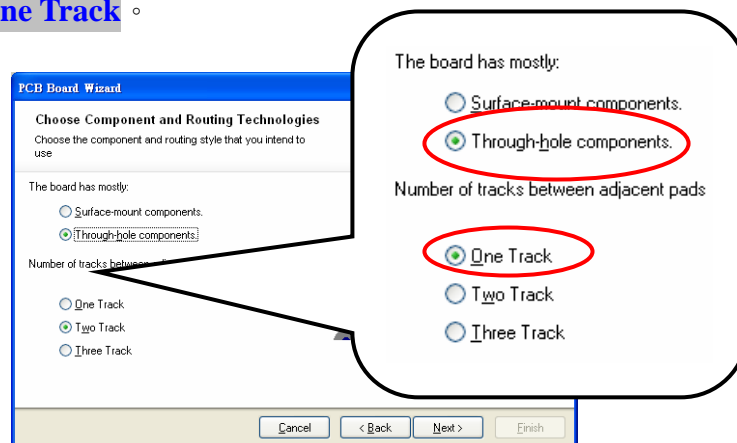 ne Track。
PCB Board Wizard
Choose Component and Routing Technologies
Choose the component and routing style that you intend to
use
The board has mostly:
Surface-mount components.
Through-hole components.
Number of tracks between
One Track
Two Track
Three Track
Cancel
< Back
Next >
Finish
The board has mostly:
Surface-mount components.
Through-hole components.
Number of tracks between adjacent pads
One Track
Two Track
Three Track